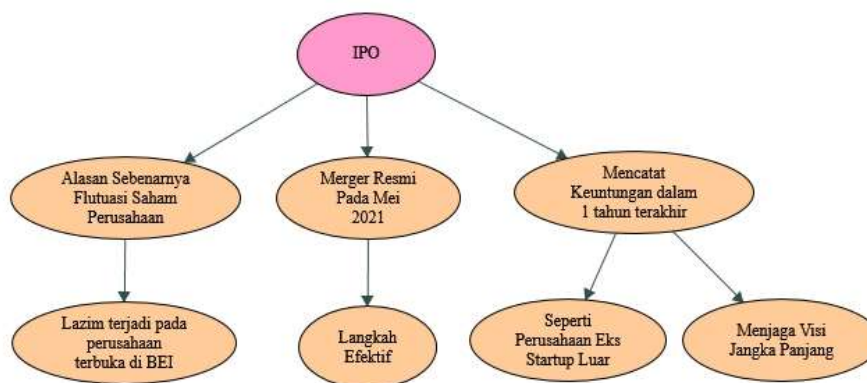 IPO
Alasan Sebenarnya
Flutuasi Saham
Perusahaan
Merger Resmi
Pada Mei
2021
Mencatat
Keuntungan dalam
1 tahun terakhir
Lazim terjadi pada
perusahaan
terbuka di BEI
Langkah
Efektif
Seperti
Perusahaan Eks
Startup Luar
Menjaga Visi
Jangka Panjang